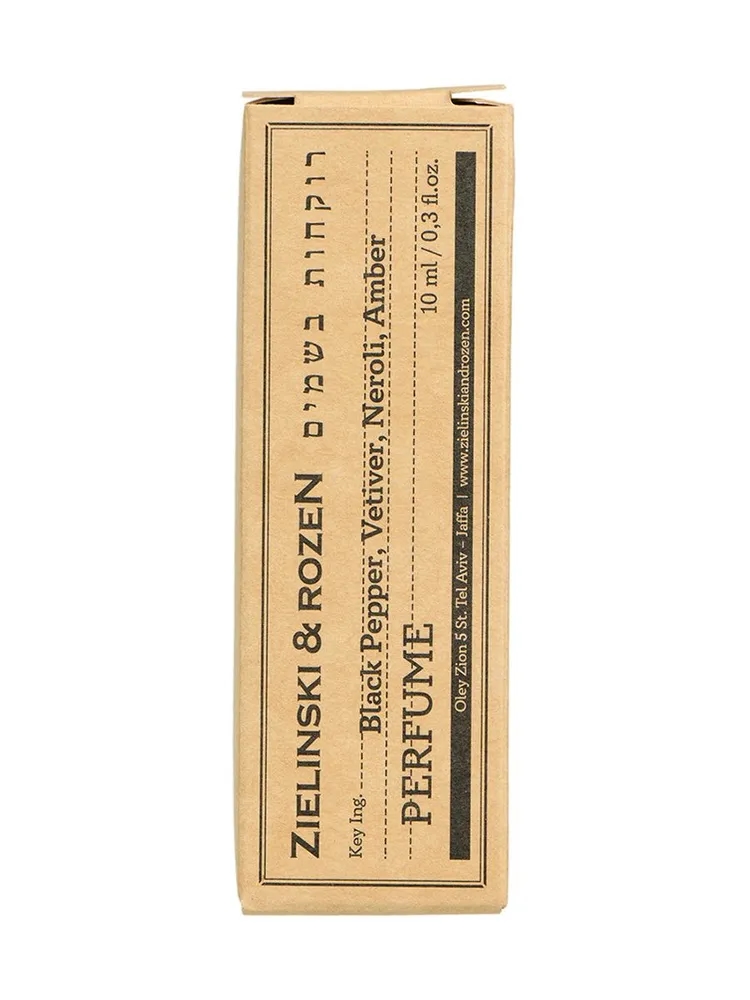 ZIELINSKI & ROZEN רוקחות בשמים
Key Ing. Black Pepper, Vetiver, Neroli, Amber
PERFUME 10 ml / 0,3 fl.oz.
Oley Zion 5 St. Tel Aviv – Jaffa | www.zielinskiandrozen.com